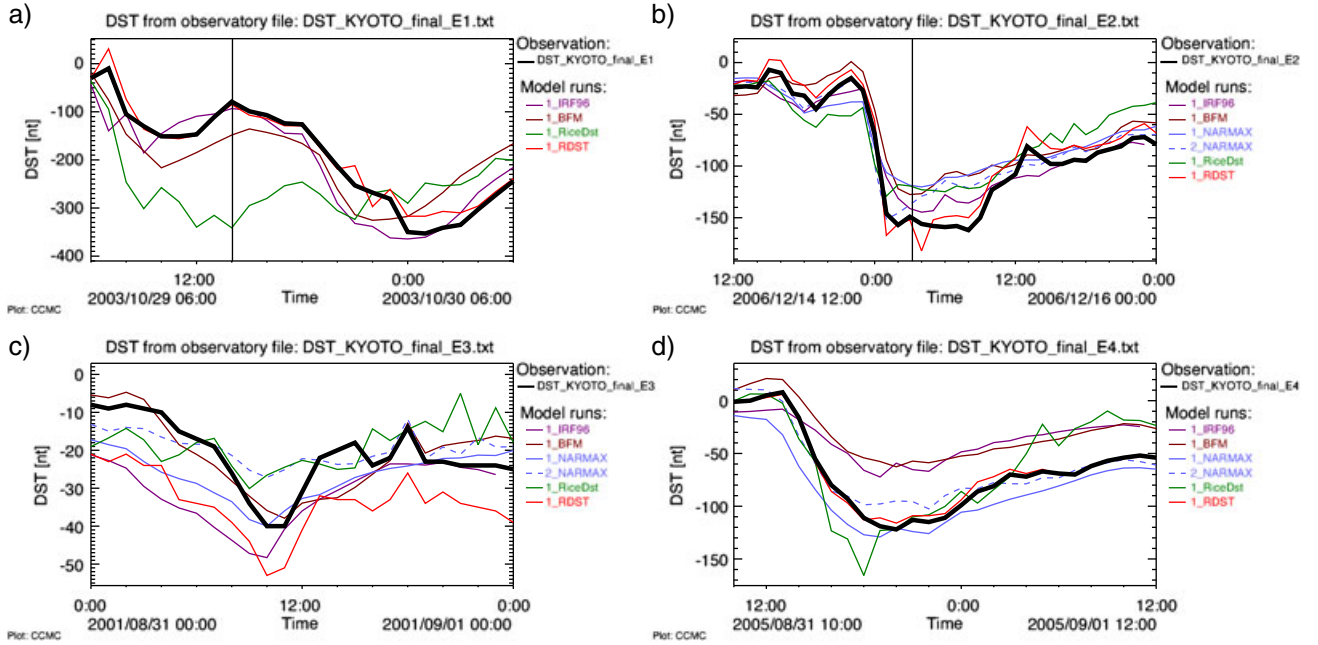 a)
DST from observatory file: DST_KYOTO_final_E1.txt
Observation:
DST_KYOTO_final_E1
Model runs:
1_IRF96
1_BFM
1_RiceDst
1_RDST
DST [nt]
0
-100
-200
-300
-400
12:00
0:00
2003/10/29 06:00
Time
2003/10/30 06:00
Plot: CCMC
b)
DST from observatory file: DST_KYOTO_final_E2.txt
Observation:
DST_KYOTO_final_E2
Model runs:
1_IRF96
1_BFM
1_NARMAX
2_NARMAX
1_RiceDst
1_RDST
DST [nt]
0
-50
-100
-150
12:00
0:00
12:00
0:00
2006/12/14 12:00
Time
2006/12/16 00:00
Plot: CCMC
c)
DST from observatory file: DST_KYOTO_final_E3.txt
Observation:
DST_KYOTO_final_E3
Model runs:
1_IRF96
1_BFM
1_NARMAX
2_NARMAX
1_RiceDst
1_RDST
DST [nt]
0
-10
-20
-30
-40
-50
0:00
12:00
0:00
2001/08/31 00:00
Time
2001/09/01 00:00
Plot: CCMC
d)
DST from observatory file: DST_KYOTO_final_E4.txt
Observation:
DST_KYOTO_final_E4
Model runs:
1_IRF96
1_BFM
1_NARMAX
2_NARMAX
1_RiceDst
1_RDST
DST [nt]
0
-50
-100
-150
12:00
0:00
12:00
2005/08/31 10:00
Time
2005/09/01 12:00
Plot: CCMC